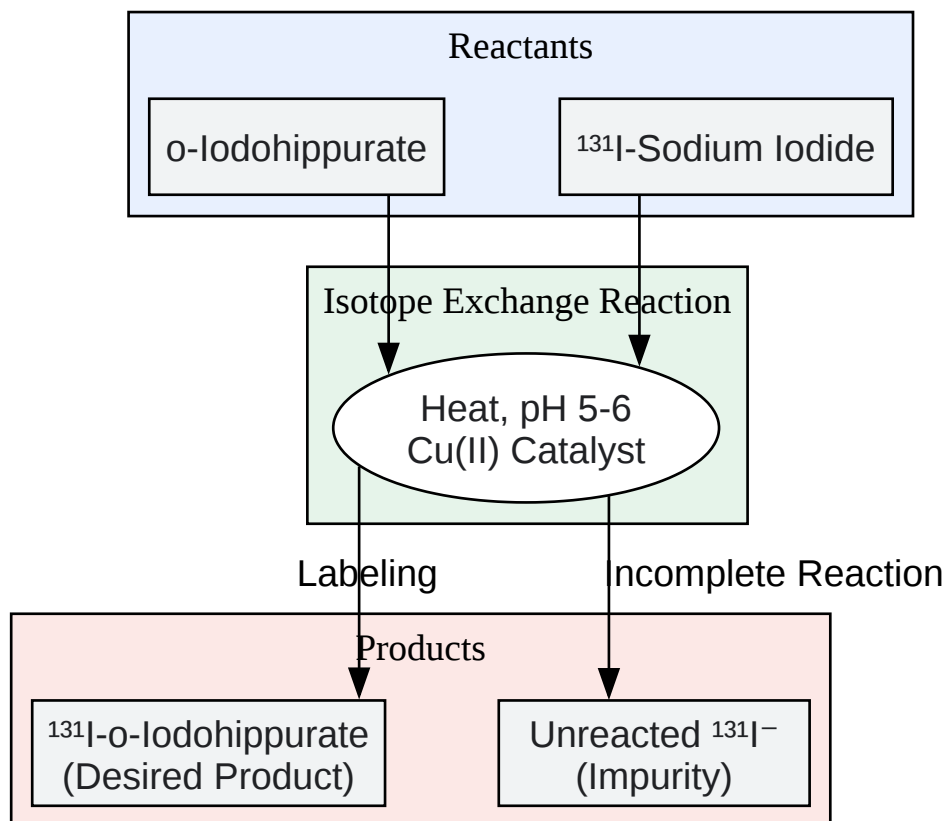 Reactants
o-Iodohippurate
¹³¹I-Sodium Iodide
Isotope Exchange Reaction
Heat, pH 5-6
Cu(II) Catalyst
Labeling
Incomplete Reaction
Products
¹³¹I-o-Iodohippurate
(Desired Product)
Unreacted ¹³¹I⁻
(Impurity)